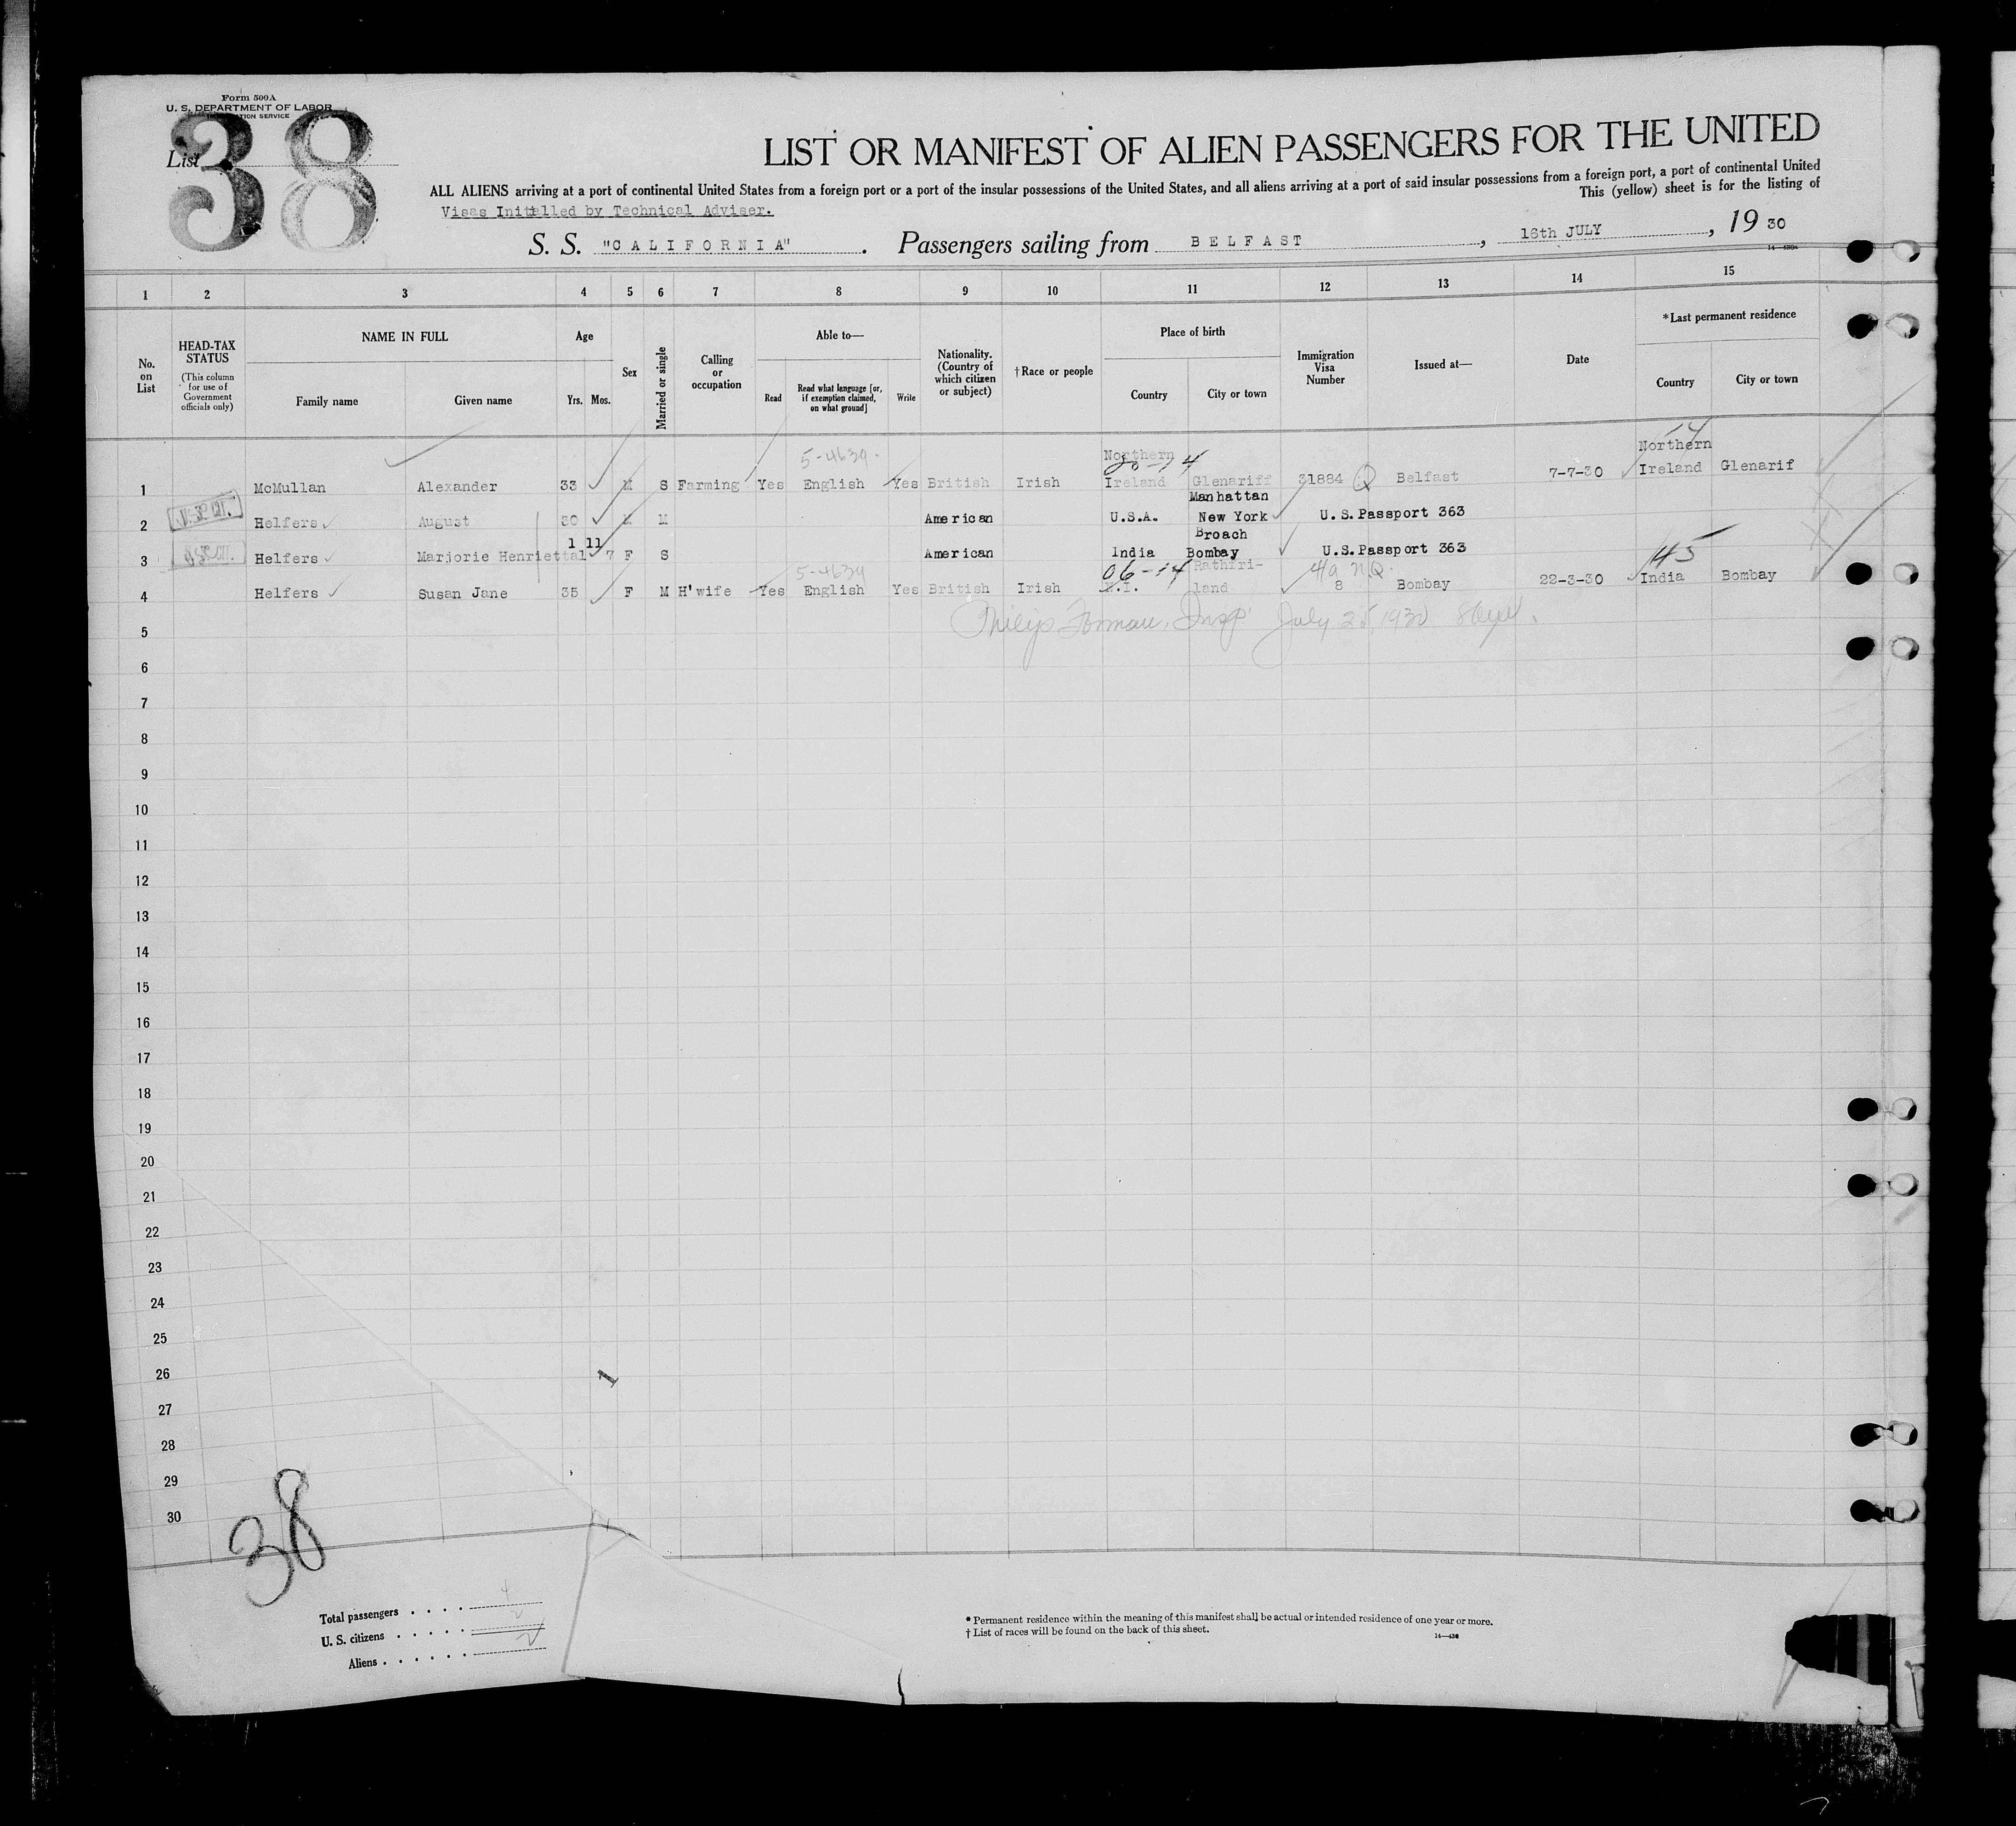 Form 500A
U. S. DEPARTMENT OF LABOR
List 38
LIST OR MANIFEST OF ALIEN PASSENGERS FOR THE UNITED
ALL ALIENS arriving at a port of continental United States from a foreign port or a port of the insular possessions of the United States, and all aliens arriving at a port of said insular possessions from a foreign port, a port of continental United
This (yellow) sheet is for the listing of
Visas Initialled by Technical Adviser.
S. S. "CALIFORNIA". Passengers sailing from BELFAST, 16th JULY, 19 30
1 2 3 4 5 6 7 8 9 10 11 12 13 14 15
No. on List
HEAD-TAX STATUS (This column for use of Government officials only)
NAME IN FULL
Family name Given name
Age
Yrs. Mos.
Sex
Married or single
Calling or occupation
Able to—
Read Read what language [or, if exemption claimed, on what ground] Write
Nationality. (Country of which citizen or subject)
†Race or people
Place of birth
Country City or town
Immigration Visa Number
Issued at—
Date
*Last permanent residence
Country City or town
5-4639 Northern 14 Northern
1 McMullan Alexander 33 M S Farming Yes English Yes British Irish Ireland Glenariff 31884 Q Belfast 7-7-30 Ireland Glenarif
Manhattan
2 Helfers August 30 M M American U.S.A. New York U.S.Passport 363
1 11 Broach
3 Helfers Marjorie Henrietta 7 F S American India Bombay U.S.Passport 363
5-4639 06-14 Rathfri- 4/a N.Q. 45
4 Helfers Susan Jane 35 F M H'wife Yes English Yes British Irish N.I. land 8 Bombay 22-3-30 India Bombay
5 Philip Forman, Insp. July 25, 1930
6
7
8
9
10
11
12
13
14
15
16
17
18
19
20
21
22
23
24
25
26 1
27
28
29
30
38
Total passengers . . . . 4
U. S. citizens . . . . . 2
Aliens . . . . . . 2
*Permanent residence within the meaning of this manifest shall be actual or intended residence of one year or more.
† List of races will be found on the back of this sheet.